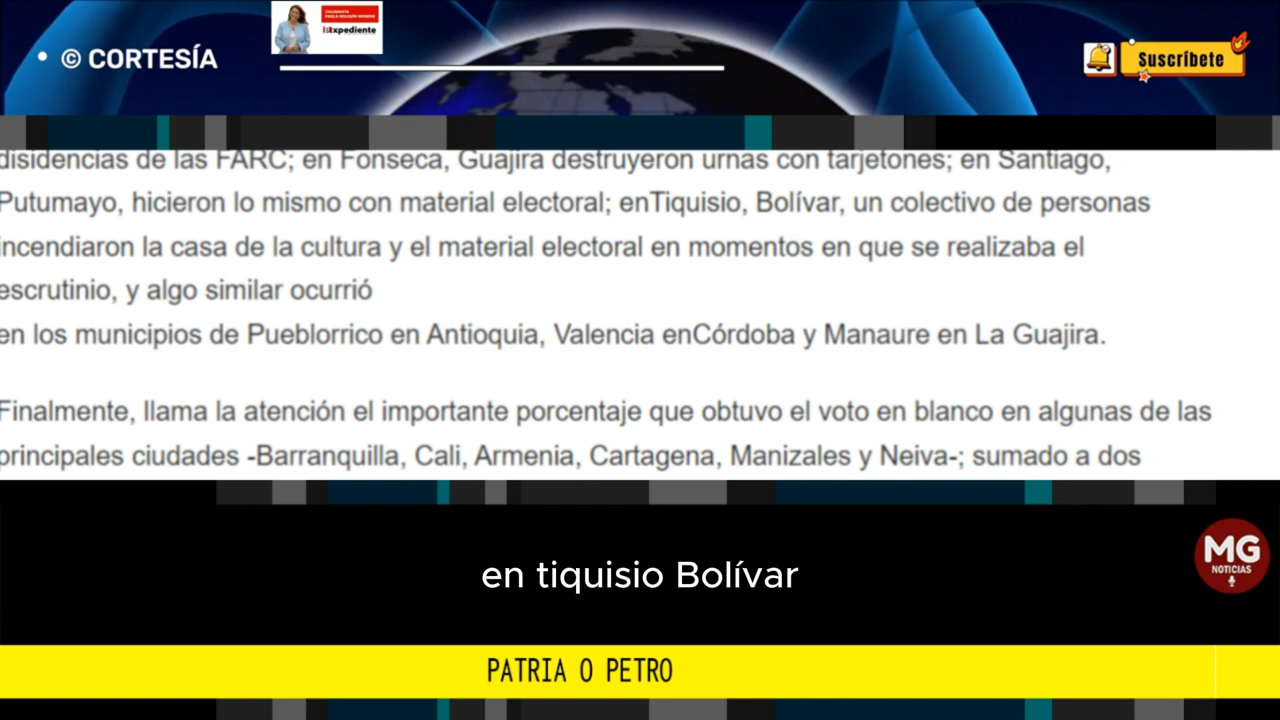 COLUMNISTA
PAOLA HOLGUÍN MORENO
Expediente
• © CORTESÍA
Suscríbete
disidencias de las FARC; en Fonseca, Guajira destruyeron urnas con tarjetones; en Santiago,
Putumayo, hicieron lo mismo con material electoral; enTiquisio, Bolívar, un colectivo de personas
incendiaron la casa de la cultura y el material electoral en momentos en que se realizaba el
escrutinio, y algo similar ocurrió
en los municipios de Pueblorrico en Antioquia, Valencia enCórdoba y Manaure en La Guajira.
Finalmente, llama la atención el importante porcentaje que obtuvo el voto en blanco en algunas de las
principales ciudades -Barranquilla, Cali, Armenia, Cartagena, Manizales y Neiva-; sumado a dos
MG
NOTICIAS
en tiquisio Bolívar
PATRIA O PETRO